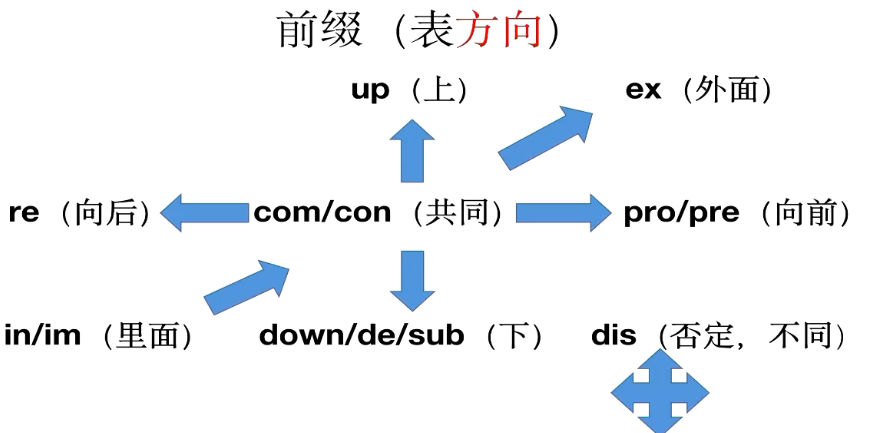 前缀（表方向）
up（上）
ex（外面）
re（向后）
com/con（共同）
pro/pre（向前）
in/im（里面）
down/de/sub（下）
dis（否定，不同）